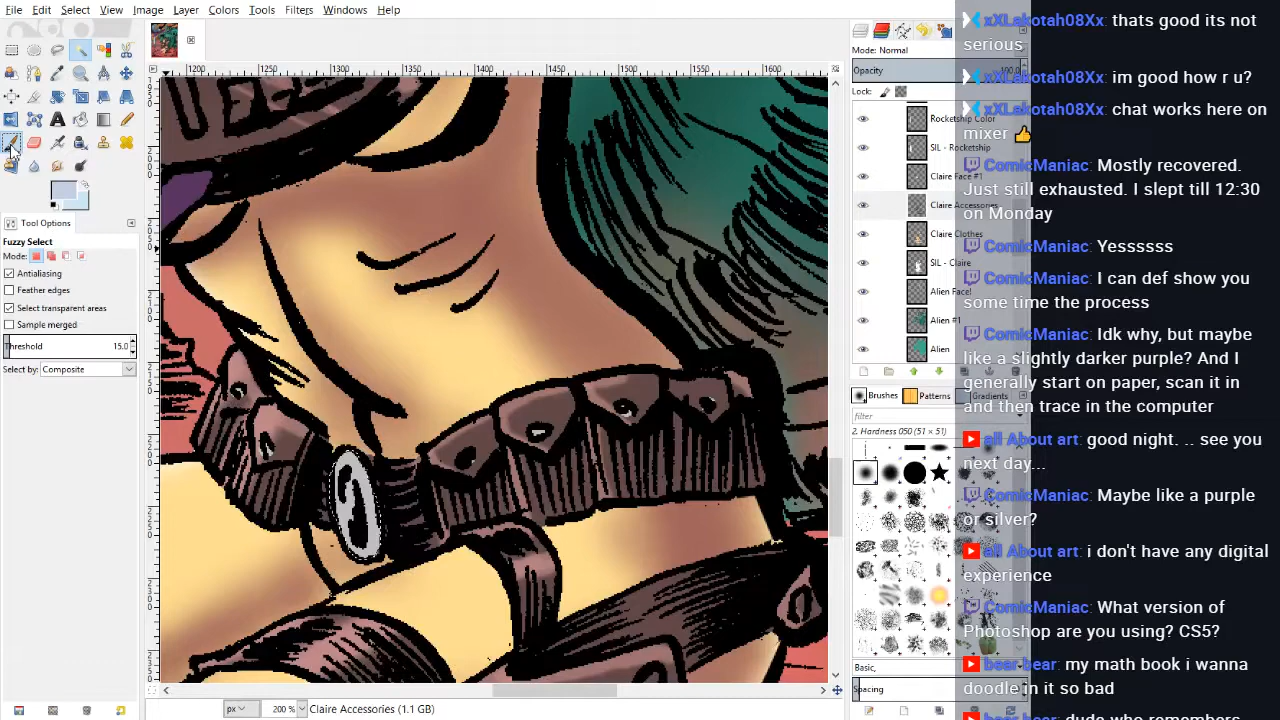 File Edit Select View Image Layer Colors Tools Filters Windows Help
Mode: Normal
Opacity 100.0
Lock:
Rocketship Color
SIL - Rocketship
Claire Face #1
Claire Accessories
Claire Clothes
SIL - Claire
Alien Face!
Alien #1
Alien
Brushes Patterns Gradients
filter
2. Hardness 050 (51 × 51)
Basic,
Spacing
Tool Options
Fuzzy Select
Mode:
Antialiasing
Feather edges
Select transparent areas
Sample merged
Threshold 15.0
Select by: Composite
1200 1250 1300 1350 1400 1450 1500 1550 1600
px 200 % Claire Accessories (1.1 GB)
xXLakotah08Xx: thats good its not
serious
xXLakotah08Xx: im good how r u?
xXLakotah08Xx: chat works here on
mixer 👍
ComicManiac: Mostly recovered.
Just still exhausted. I slept till 12:30
on Monday
ComicManiac: Yessssss
ComicManiac: I can def show you
some time the process
ComicManiac: Idk why, but maybe
like a slightly darker purple? And I
generally start on paper, scan it in
and then trace in the computer
all About art: good night. .. see you
next day...
ComicManiac: Maybe like a purple
or silver?
all About art: i don't have any digital
experience
ComicManiac: What version of
Photoshop are you using? CS5?
bear bear: my math book i wanna
doodle in it so bad
bear bear: dude who remembers